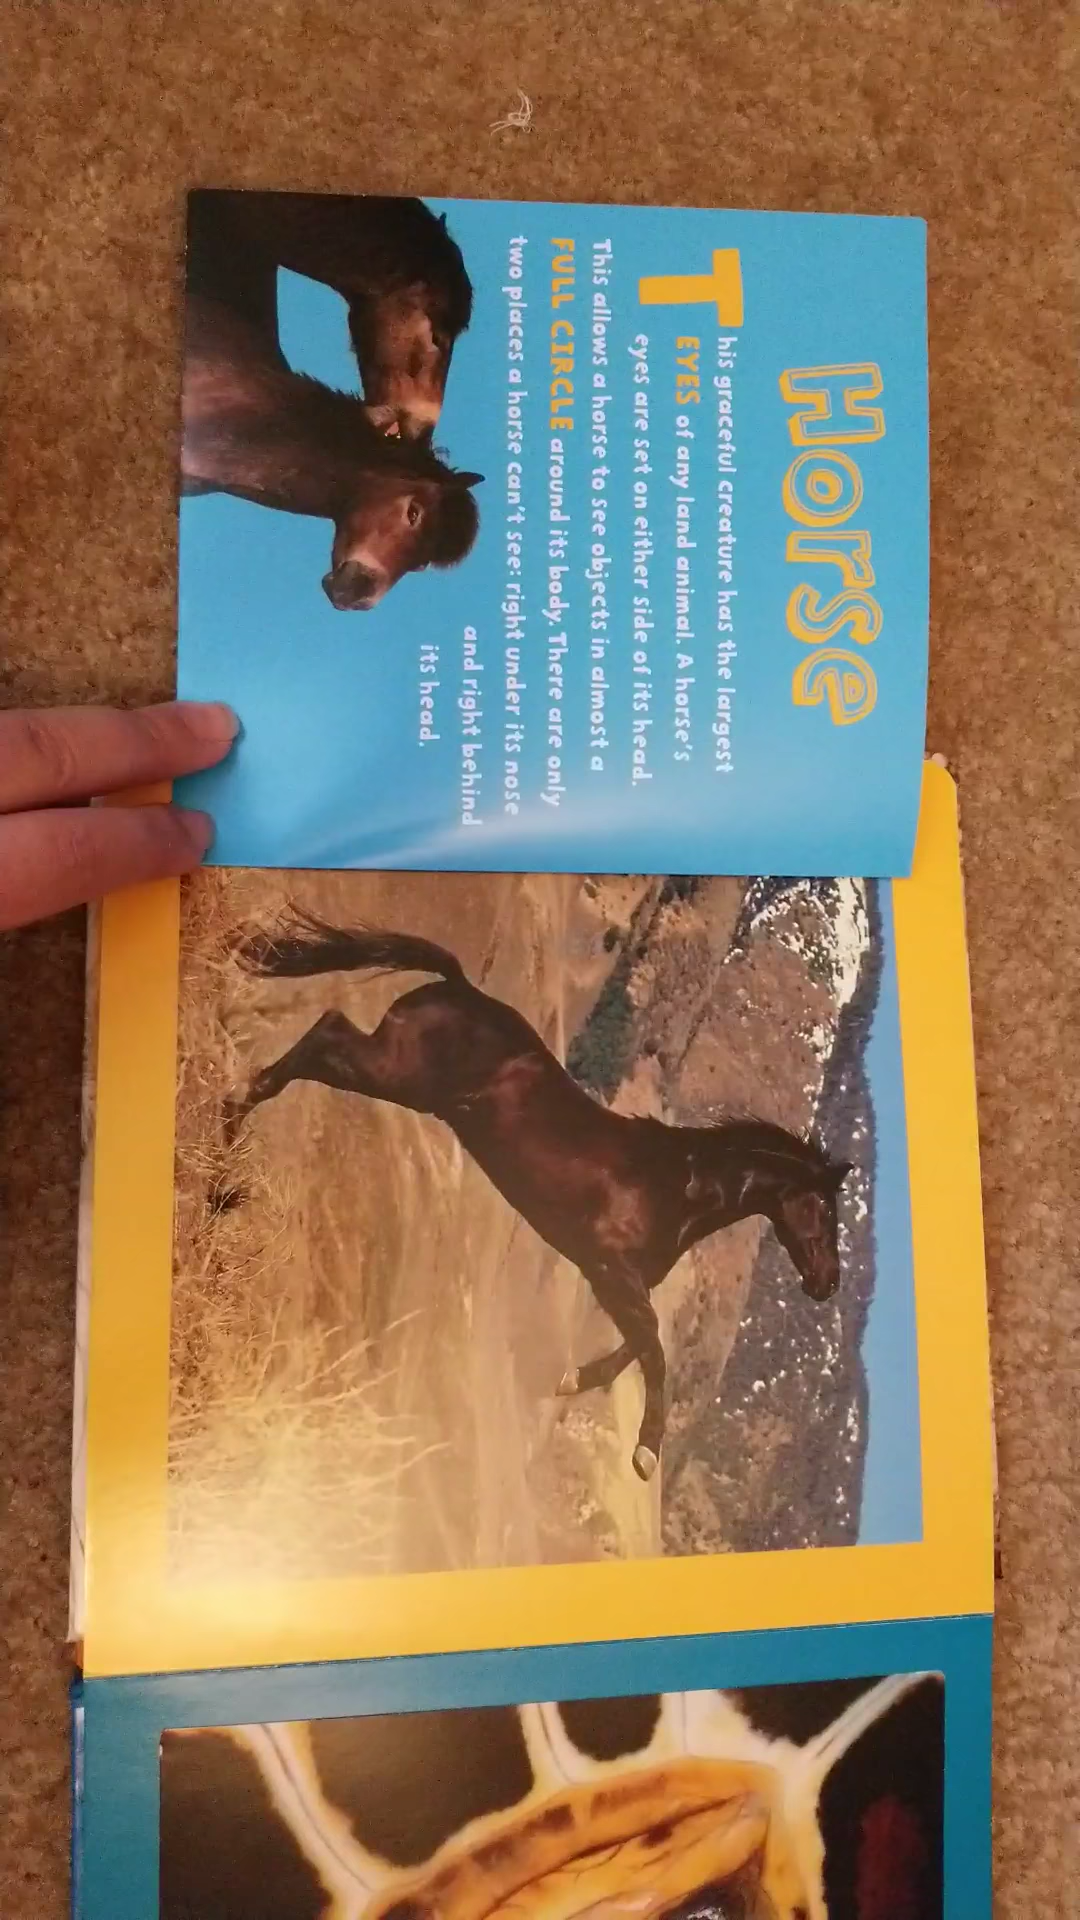 Horse
This graceful creature has the largest
EYES of any land animal. A horse's
eyes are set on either side of its head.
This allows a horse to see objects in almost a
FULL CIRCLE around its body. There are only
two places a horse can't see: right under its nose
and right behind
its head.